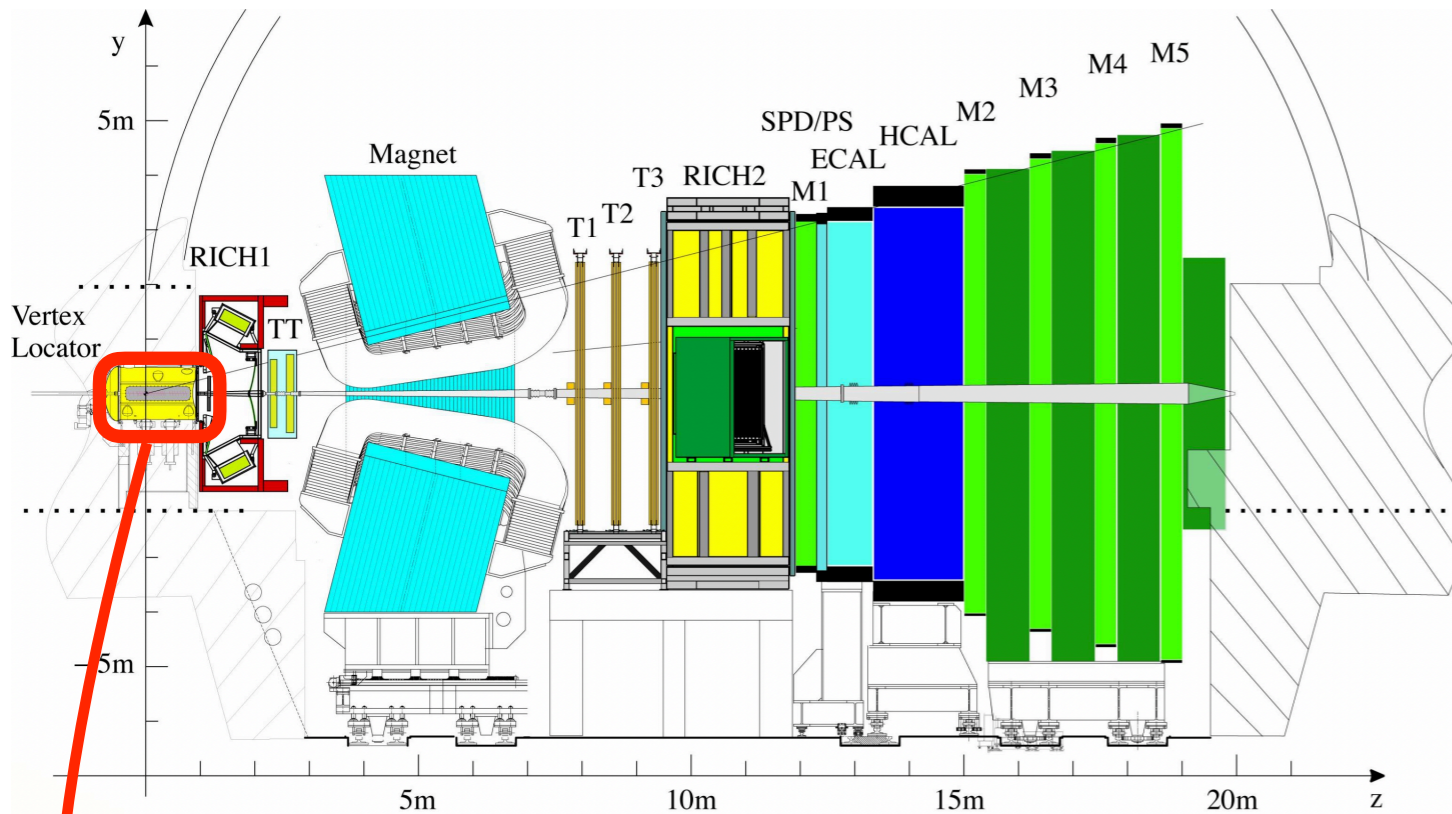 y
5m
Magnet
SPD/PS
ECAL
HCAL
M1
M2
M3
M4
M5
T1
T2
T3
RICH2
RICH1
TT
Vertex
Locator
−5m
5m
10m
15m
20m
z